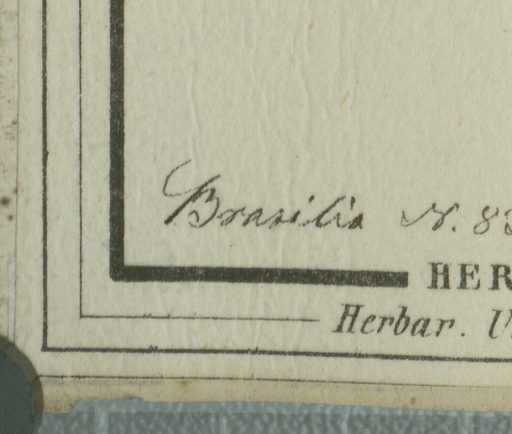 Brasilia N. 8
HER
Herbar.